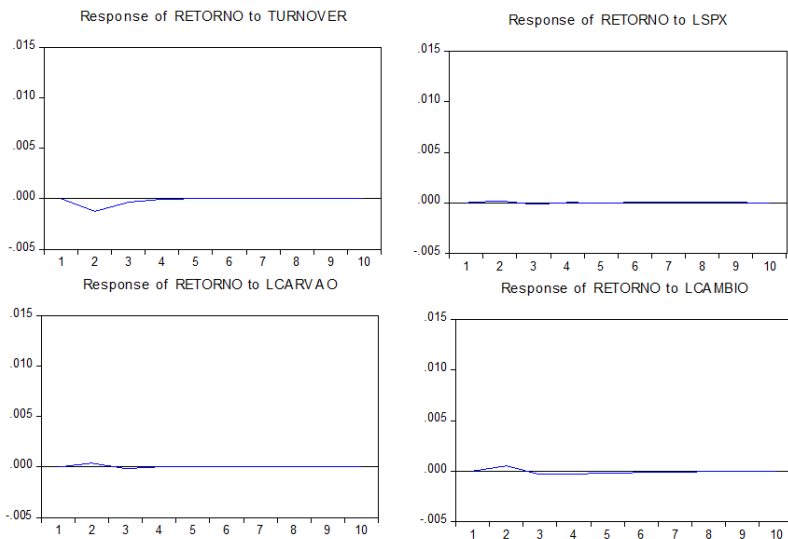 Response of RETORNO to TURNOVER
.015
.010
.005
.000
-.005
1 2 3 4 5 6 7 8 9 10
Response of RETORNO to LSPX
.015
.010
.005
.000
-.005
1 2 3 4 5 6 7 8 9 10
Response of RETORNO to LCARVAO
.015
.010
.005
.000
-.005
1 2 3 4 5 6 7 8 9 10
Response of RETORNO to LCAMBIO
.015
.010
.005
.000
-.005
1 2 3 4 5 6 7 8 9 10